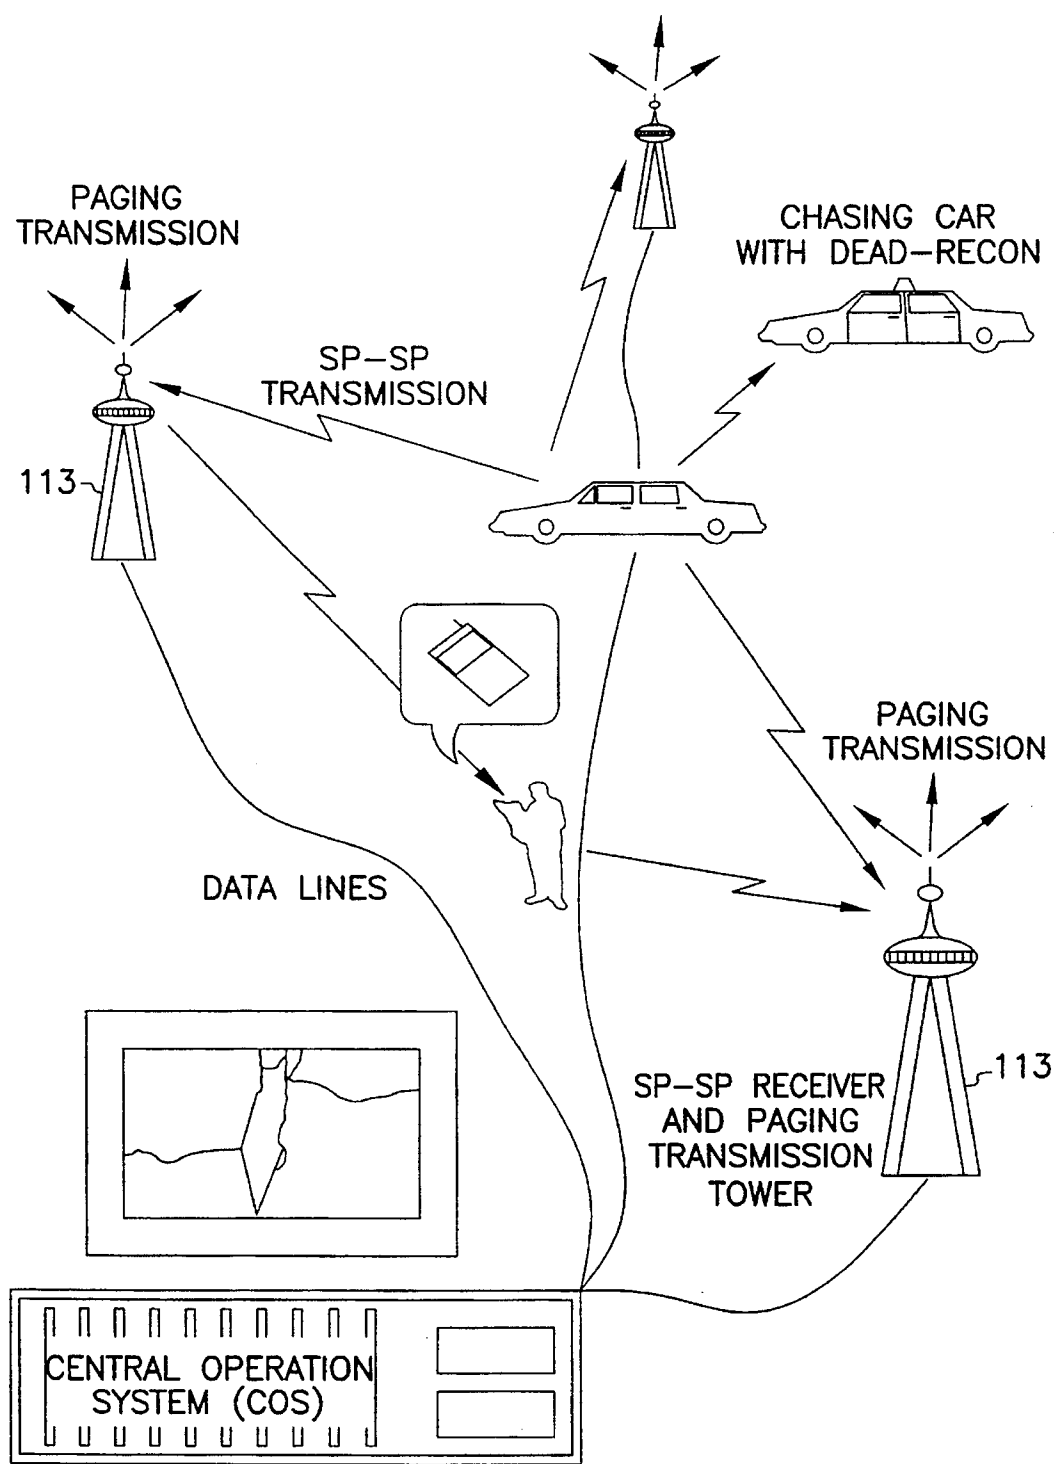 PAGING
TRANSMISSION
CHASING CAR
WITH DEAD-RECON
SP-SP
TRANSMISSION
113
PAGING
TRANSMISSION
DATA LINES
113
SP-SP RECEIVER
AND PAGING
TRANSMISSION
TOWER
CENTRAL OPERATION
SYSTEM (COS)